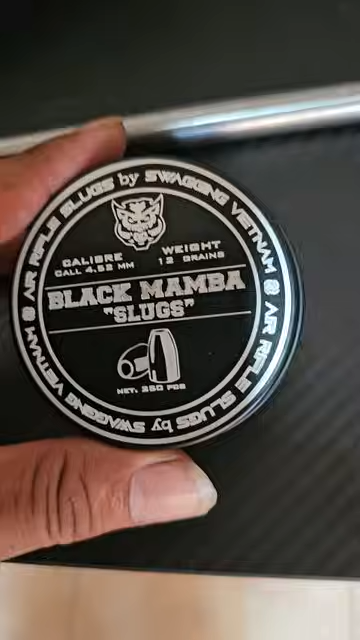 @ AIR RIFLE SLUGS by SWAGGING VIETNAM
CALIBRE
CALL 4.52 MM
WEIGHT
12 GRAINS
BLACK MAMBA
"SLUGS"
NET. 250 PCS
@ AIR RIFLE SLUGS by SWAGGING VIETNAM